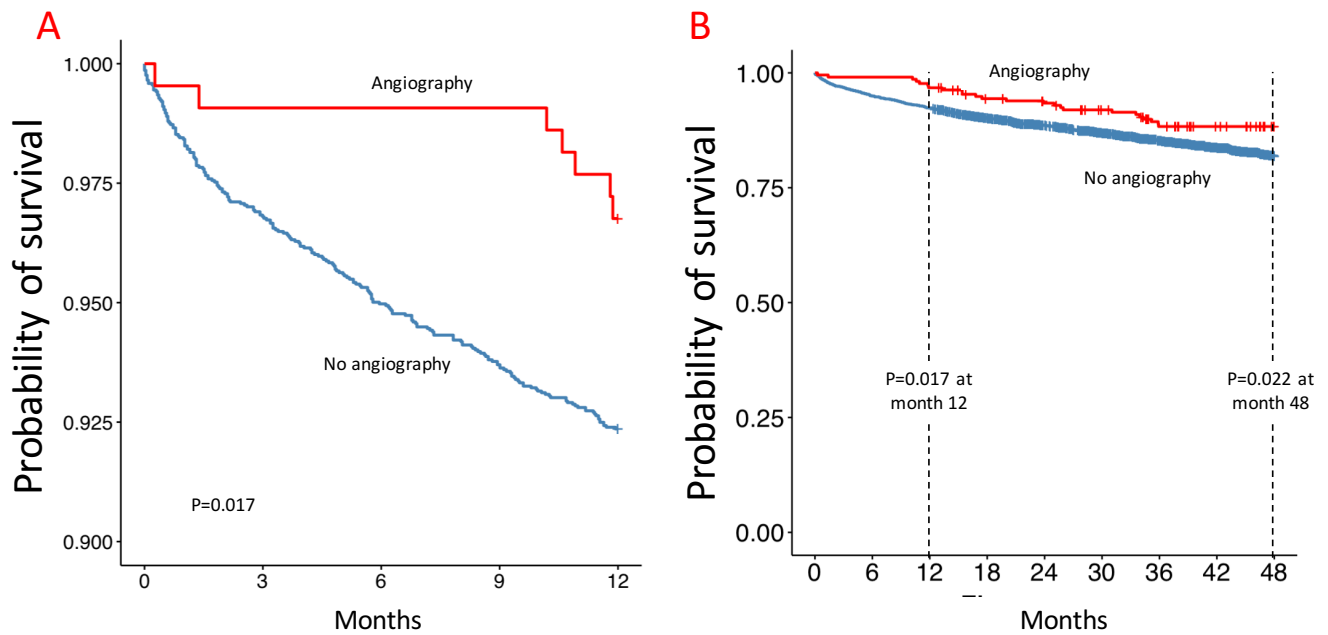 A
Probability of survival
1.000
0.975
0.950
0.925
0.900
Angiography
No angiography
P=0.017
0 3 6 9 12
Months
B
Probability of survival
1.00
0.75
0.50
0.25
0.00
Angiography
No angiography
P=0.017 at
month 12
P=0.022 at
month 48
0 6 12 18 24 30 36 42 48
Months